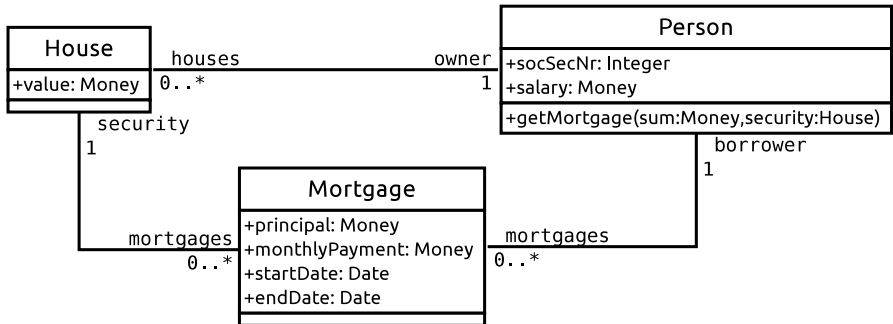 House
+value: Money
houses
0..*
owner
1
Person
+socSecNr: Integer
+salary: Money
+getMortgage(sum:Money,security:House)
security
1
borrower
1
Mortgage
+principal: Money
+monthlyPayment: Money
+startDate: Date
+endDate: Date
mortgages
0..*
mortgages
0..*